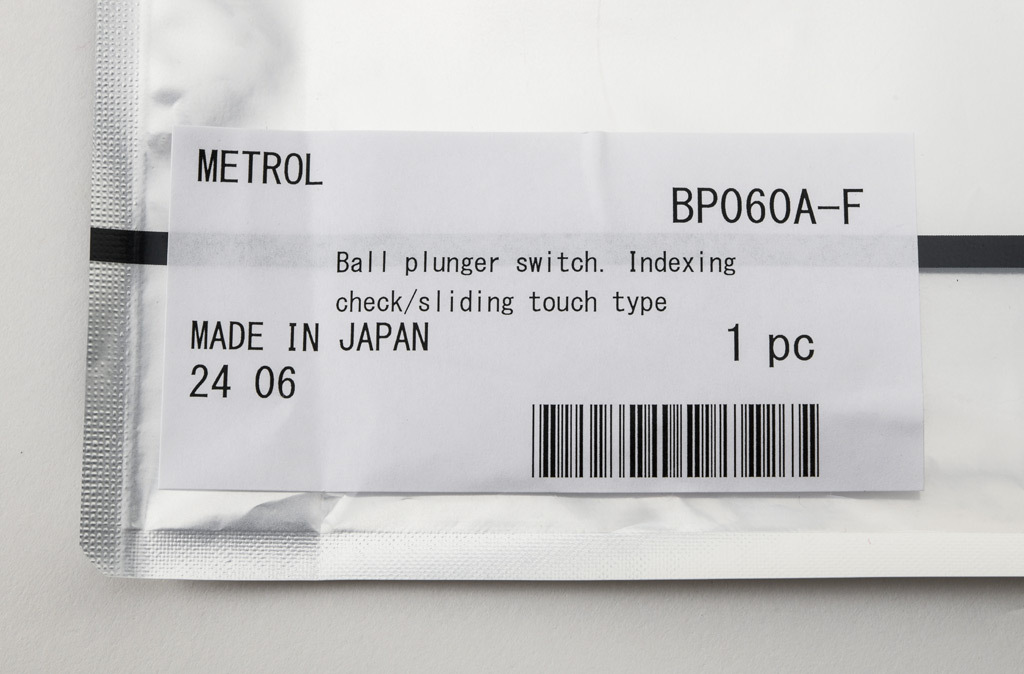 METROL
BP060A-F
Ball plunger switch. Indexing
check/sliding touch type
MADE IN JAPAN
1 pc
24 06